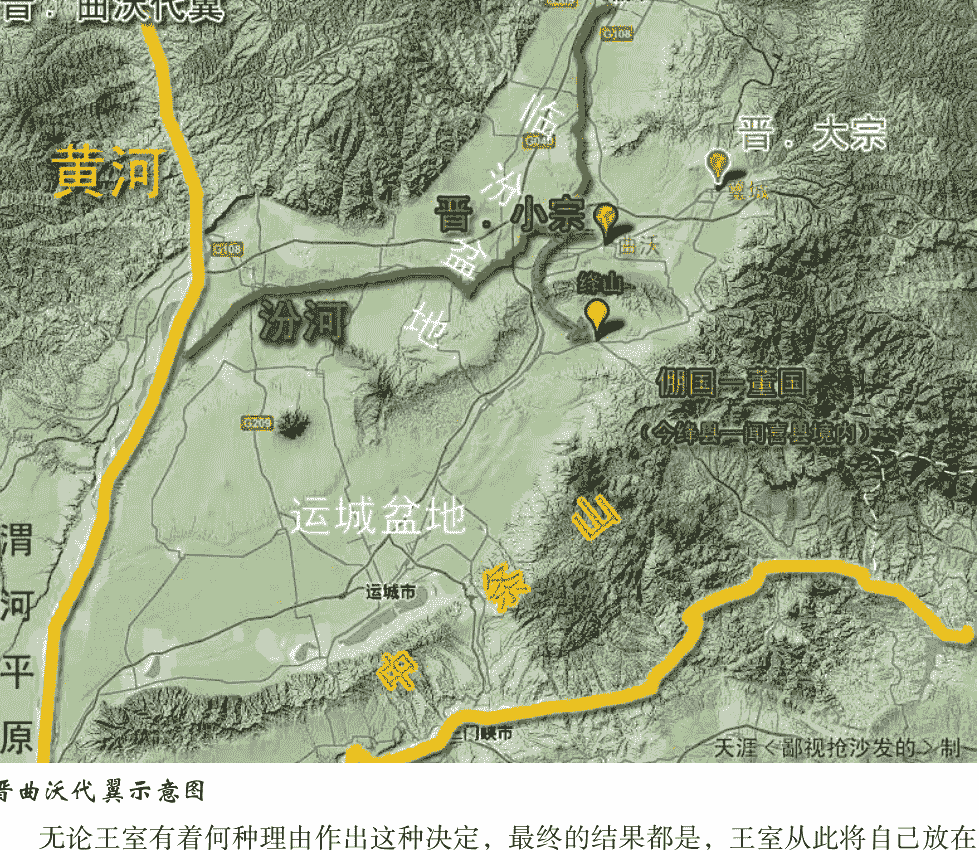 晋．曲沃代翼
G108
黄河
临汾盆地
G108
晋．大宗
翼城
晋．小宗
曲沃
绛山
汾河
G209
倗国—董国
（今绛县—闻喜县境内）
运城盆地
中条山
运城市
渭河平原
三门峡市
天涯＜鄙视抢沙发的＞制
晋曲沃代翼示意图
无论王室有着何种理由作出这种决定，最终的结果都是，王室从此将自己放在